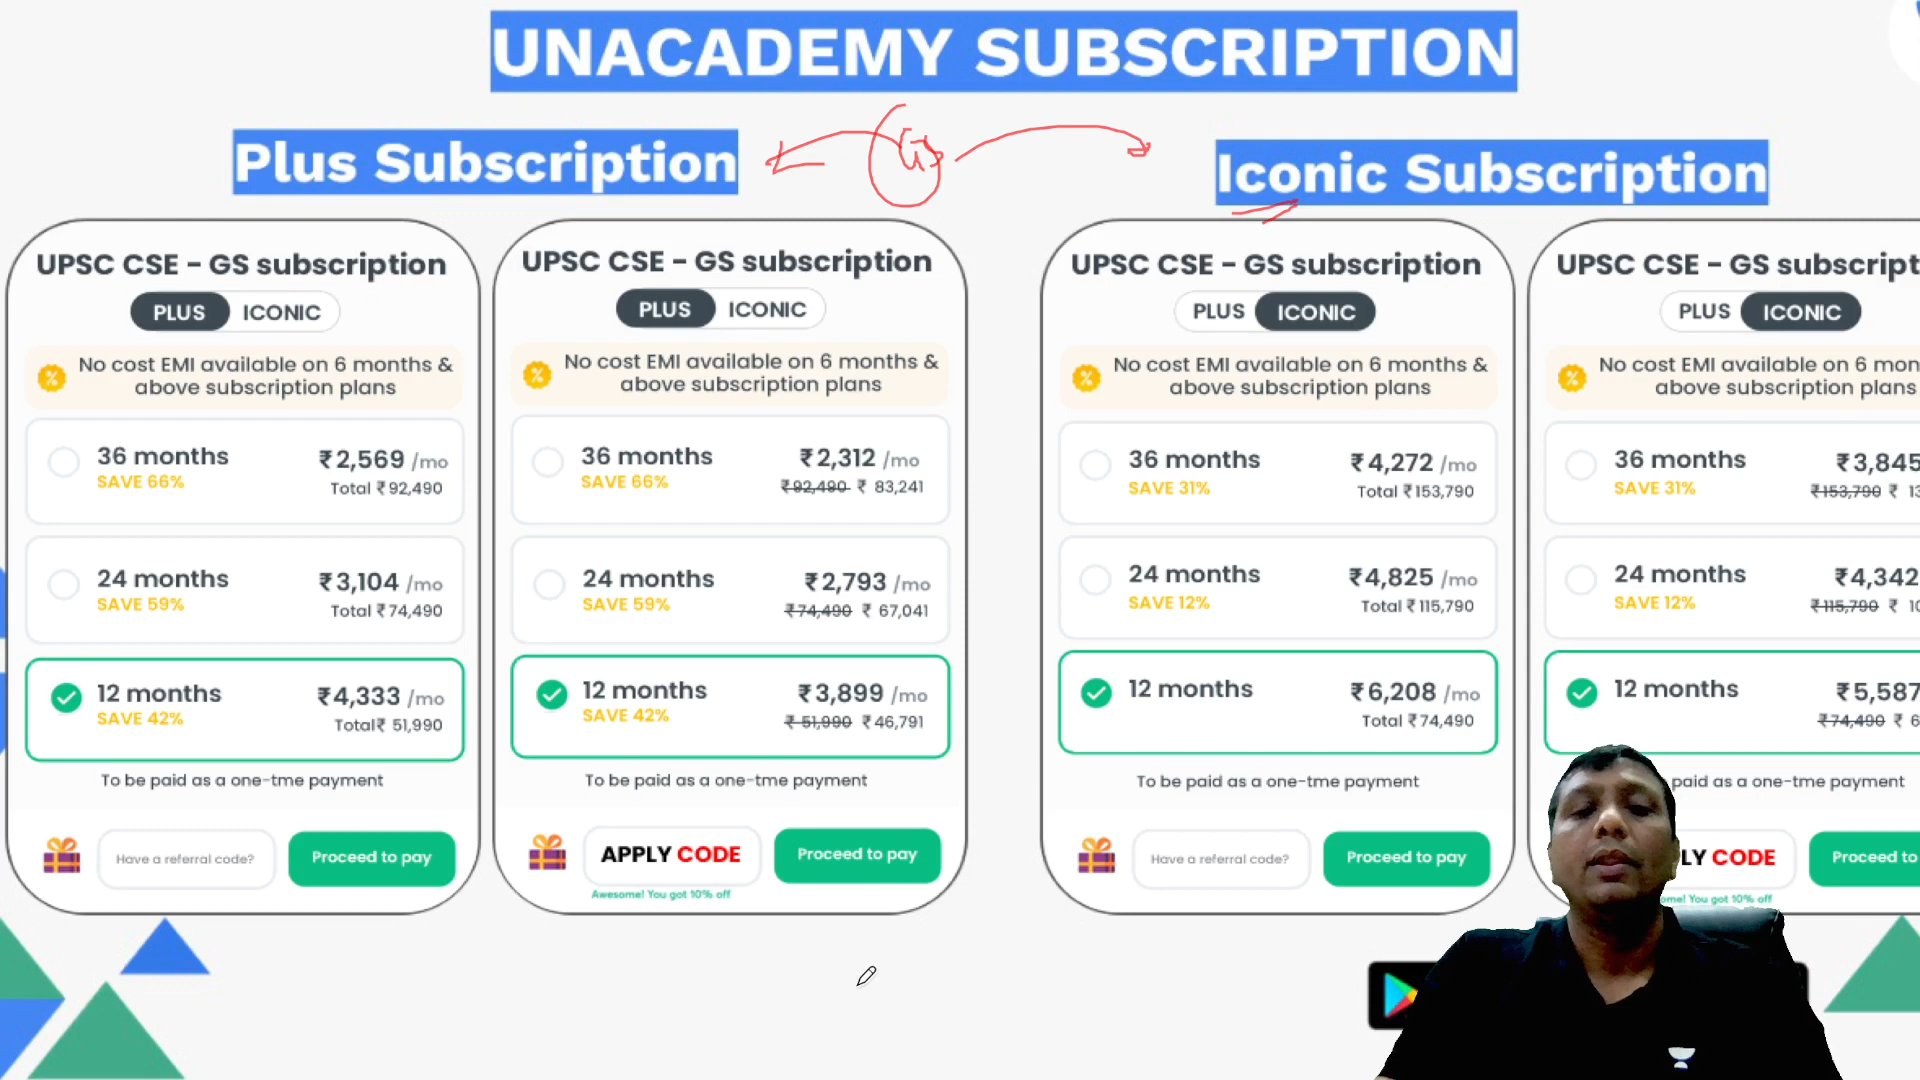 UNACADEMY SUBSCRIPTION
Plus Subscription
GS
Iconic Subscription
UPSC CSE - GS subscription
PLUS ICONIC
No cost EMI available on 6 months &
above subscription plans
36 months ₹2,569 /mo
SAVE 66% Total ₹92,490
24 months ₹3,104 /mo
SAVE 59% Total ₹74,490
12 months ₹4,333 /mo
SAVE 42% Total₹ 51,990
To be paid as a one-tme payment
Have a referral code? Proceed to pay
UPSC CSE - GS subscription
PLUS ICONIC
No cost EMI available on 6 months &
above subscription plans
36 months ₹2,312 /mo
SAVE 66% ₹92,490 ₹ 83,241
24 months ₹2,793 /mo
SAVE 59% ₹74,490 ₹ 67,041
12 months ₹3,899 /mo
SAVE 42% ₹ 51,990 ₹46,791
To be paid as a one-tme payment
APPLY CODE Proceed to pay
Awesome! You got 10% off
UPSC CSE - GS subscription
PLUS ICONIC
No cost EMI available on 6 months &
above subscription plans
36 months ₹4,272 /mo
SAVE 31% Total ₹153,790
24 months ₹4,825 /mo
SAVE 12% Total ₹115,790
12 months ₹6,208 /mo
Total ₹74,490
To be paid as a one-tme payment
Have a referral code? Proceed to pay
UPSC CSE - GS subscript
PLUS ICONIC
No cost EMI available on 6 mon
above subscription plans
36 months ₹3,845
SAVE 31% ₹153,790 ₹ 13
24 months ₹4,342
SAVE 12% ₹115,790 ₹ 10
12 months ₹5,587
₹74,490 ₹ 6
paid as a one-tme payment
LY CODE Proceed to
ome! You got 10% off